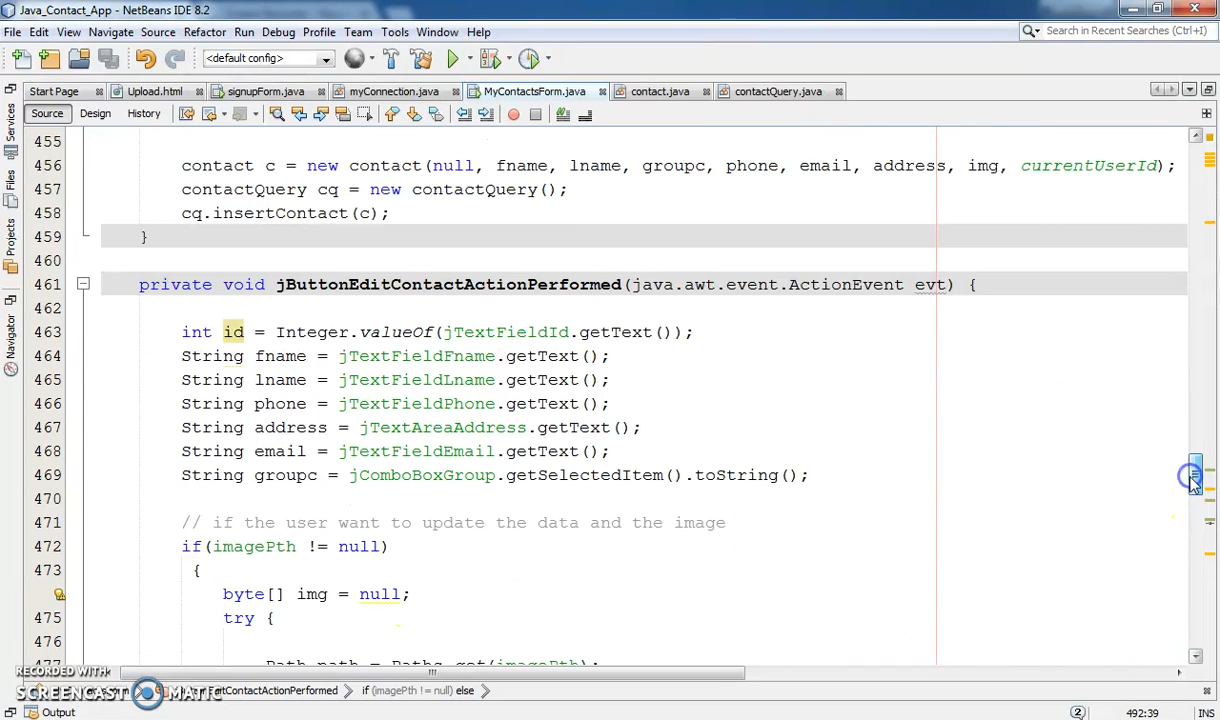 Java_Contact_App - NetBeans IDE 8.2
File Edit View Navigate Source Refactor Run Debug Profile Team Tools Window Help
Search in Recent Searches (Ctrl+I)
<default config>
Start Page Upload.html signupForm.java myConnection.java MyContactsForm.java contact.java contactQuery.java
Source Design History
Services
Files
Projects
Navigator
455
456 contact c = new contact(null, fname, lname, groupc, phone, email, address, img, currentUserId);
457 contactQuery cq = new contactQuery();
458 cq.insertContact(c);
459 }
460
461 private void jButtonEditContactActionPerformed(java.awt.event.ActionEvent evt) {
462
463 int id = Integer.valueOf(jTextFieldId.getText());
464 String fname = jTextFieldFname.getText();
465 String lname = jTextFieldLname.getText();
466 String phone = jTextFieldPhone.getText();
467 String address = jTextAreaAddress.getText();
468 String email = jTextFieldEmail.getText();
469 String groupc = jComboBoxGroup.getSelectedItem().toString();
470
471 // if the user want to update the data and the image
472 if(imagePth != null)
473 {
byte[] img = null;
475 try {
476
477 Path path = Paths.get(imagePth);
RECORDED WITH
SCREENCAST MATIC
EditContactActionPerformed if (imagePth != null) else
Output 2 492:39 INS